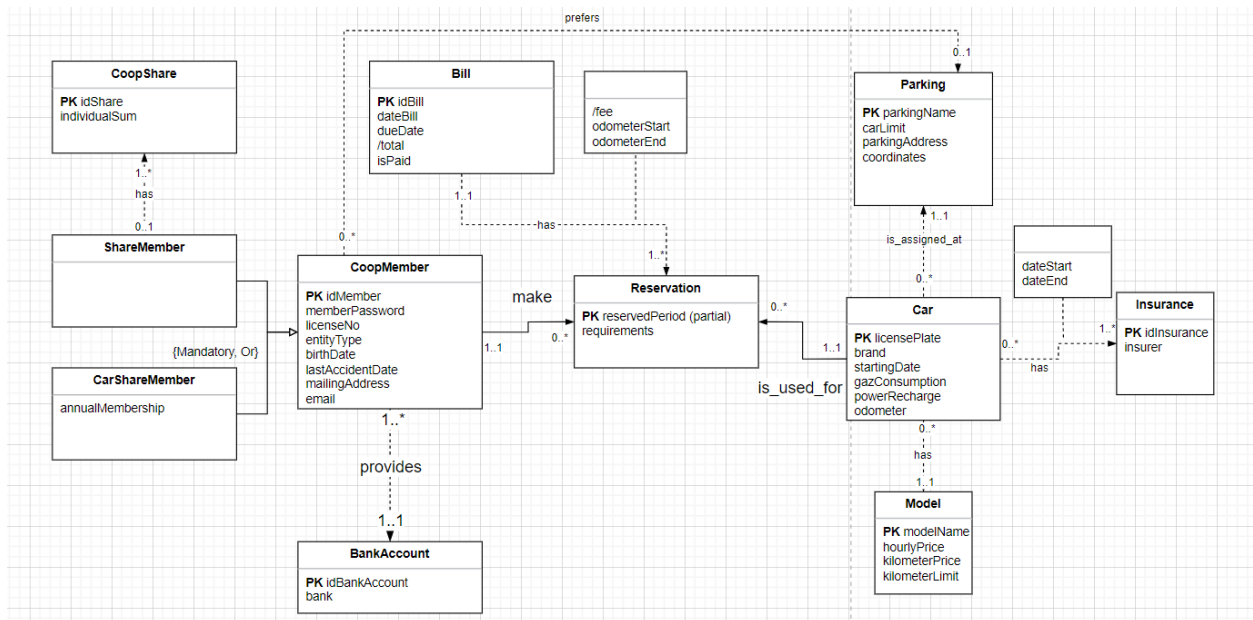 prefers
0..1
CoopShare
PK idShare
individualSum
Bill
PK idBill
dateBill
dueDate
/total
isPaid
/fee
odometerStart
odometerEnd
Parking
PK parkingName
carLimit
parkingAddress
coordinates
1..*
has
0..1
1..1
has
1..*
0..*
1..1
is_assigned_at
0..*
ShareMember
CoopMember
PK idMember
memberPassword
licenseNo
entityType
birthDate
lastAccidentDate
mailingAddress
email
{Mandatory, Or}
CarShareMember
annualMembership
make
1..1
0..*
Reservation
PK reservedPeriod (partial)
requirements
0..*
1..1
is_used_for
Car
PK licensePlate
brand
startingDate
gazConsumption
powerRecharge
odometer
dateStart
dateEnd
0..*
has
1..*
Insurance
PK idInsurance
insurer
1..*
provides
1..1
BankAccount
PK idBankAccount
bank
0..*
has
1..1
Model
PK modelName
hourlyPrice
kilometerPrice
kilometerLimit